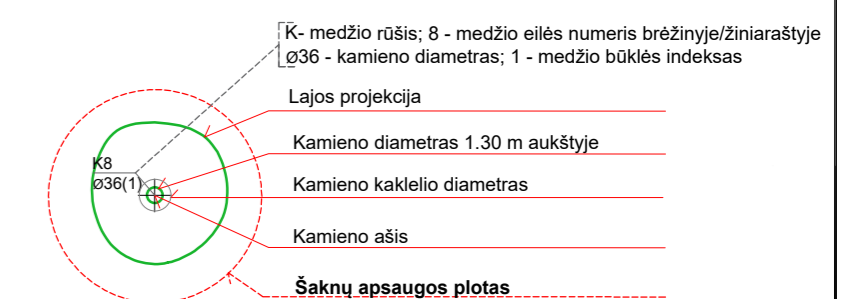 K- medžio rūšis; 8 - medžio eilės numeris brėžinyje/žiniaraštyje
Ø36 - kamieno diametras; 1 - medžio būklės indeksas
Lajos projekcija
Kamieno diametras 1.30 m aukštyje
K8
Ø36(1)
Kamieno kaklelio diametras
Kamieno ašis
Šaknų apsaugos plotas